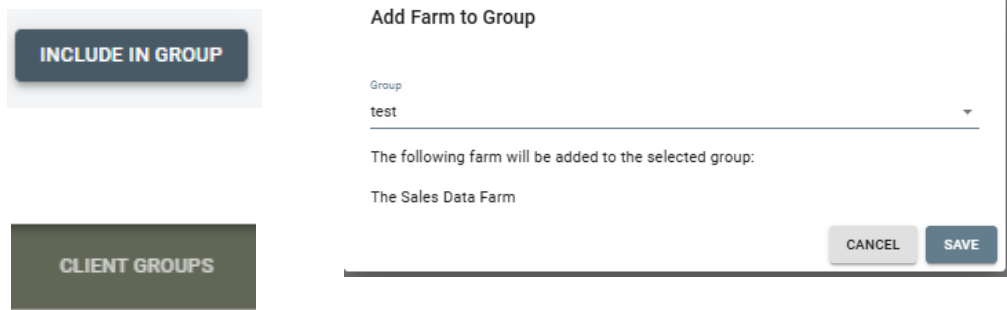 INCLUDE IN GROUP
CLIENT GROUPS
Add Farm to Group
Group
test
The following farm will be added to the selected group:
The Sales Data Farm
CANCEL
SAVE